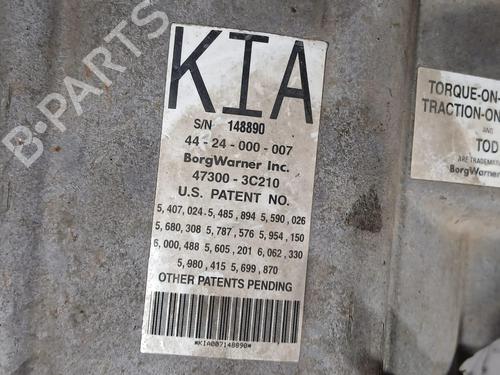 KIA
S/N 148890
44-24-000-007
BorgWarner Inc.
47300-3C210
U.S. PATENT NO.
5,407,024.5,485,894 5,590,026
5,680,308 5,787,576 5,954,150
6,000,488 5,605,201 6,062,330
5,980,415 5,699,870
OTHER PATENTS PENDING
*KIA007148890*
TORQUE-ON-
TRACTION-ON
TOD
ARE TRADEMA
BorgWarner
B-PARTS